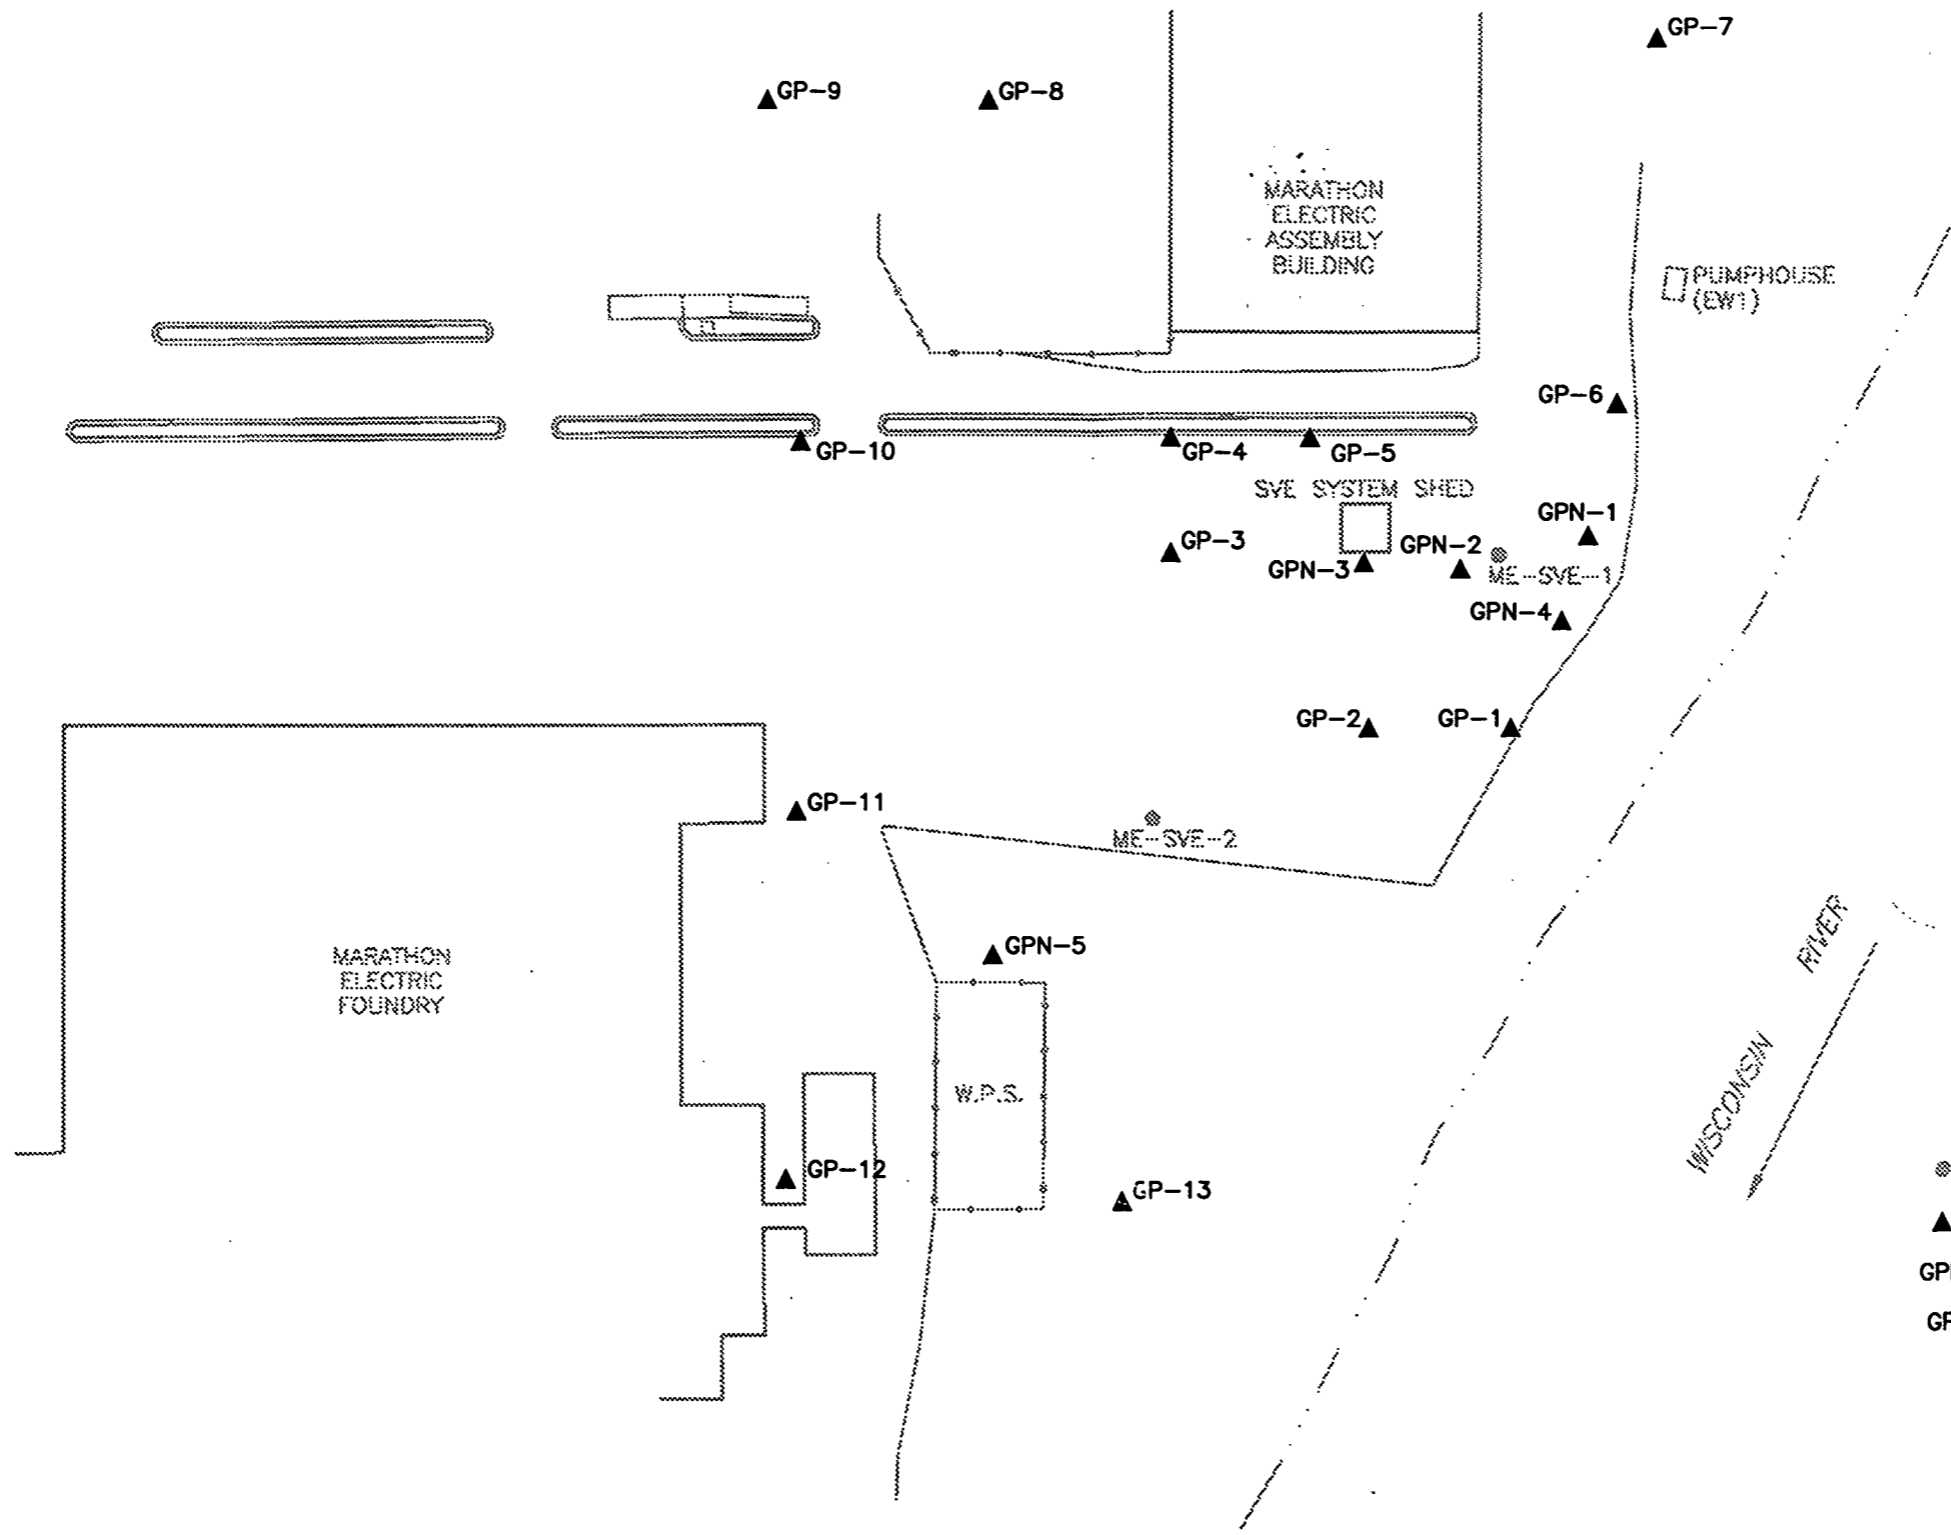 GP-7
GP-9
GP-8
MARATHON
ELECTRIC
ASSEMBLY
BUILDING
PUMPHOUSE
(EW1)
GP-6
GP-10
GP-4
GP-5
SVE SYSTEM SHED
GPN-1
GP-3
GPN-2
GPN-3
ME-SVE-1
GPN-4
GP-2
GP-1
GP-11
ME-SVE-2
GPN-5
MARATHON
ELECTRIC
FOUNDRY
W.P.S.
WISCONSIN RIVER
GP-12
GP-13